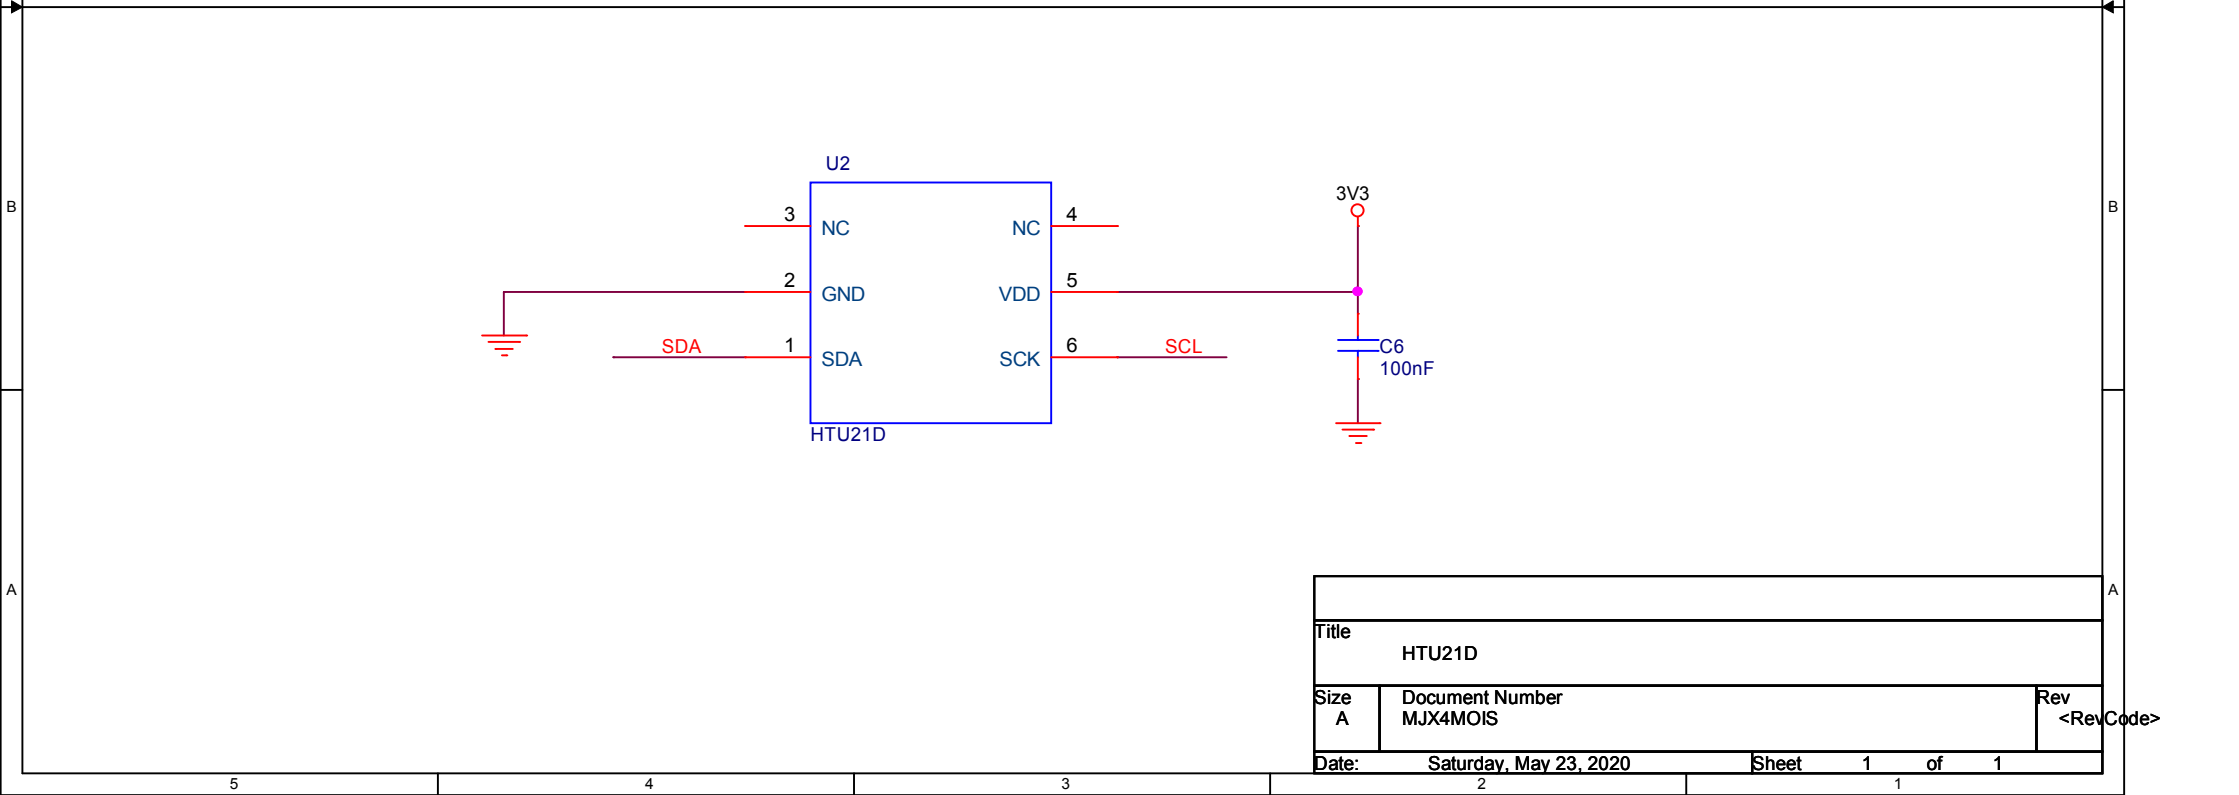 U2
3V3
B
B
3
NC
NC
4
2
GND
VDD
5
SDA
1
SDA
SCK
6
SCL
C6
100nF
HTU21D
A
A
Title
HTU21D
Size
Document Number
Rev
A
MJX4MOIS
<RevCode>
Date:
Saturday, May 23, 2020
Sheet 1 of 1
5
4
3
2
1